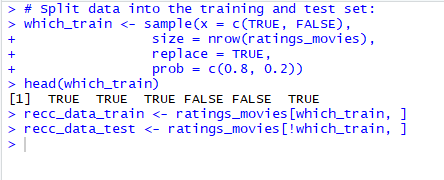 > # Split data into the training and test set:
> which_train <- sample(x = c(TRUE, FALSE),
+ size = nrow(ratings_movies),
+ replace = TRUE,
+ prob = c(0.8, 0.2))
> head(which_train)
[1]  TRUE  TRUE  TRUE FALSE FALSE  TRUE
> recc_data_train <- ratings_movies[which_train, ]
> recc_data_test <- ratings_movies[!which_train, ]
>